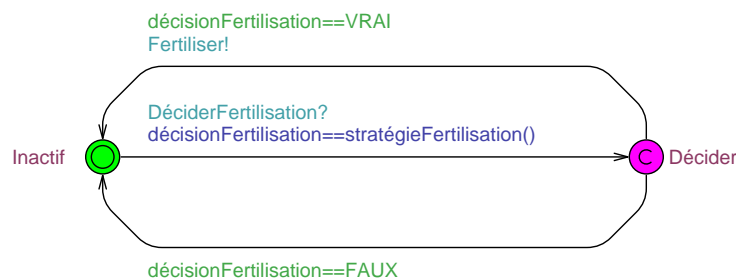 décisionFertilisation==VRAI
Fertiliser!
DéciderFertilisation?
décisionFertilisation==stratégieFertilisation()
Inactif
C Décider
décisionFertilisation==FAUX